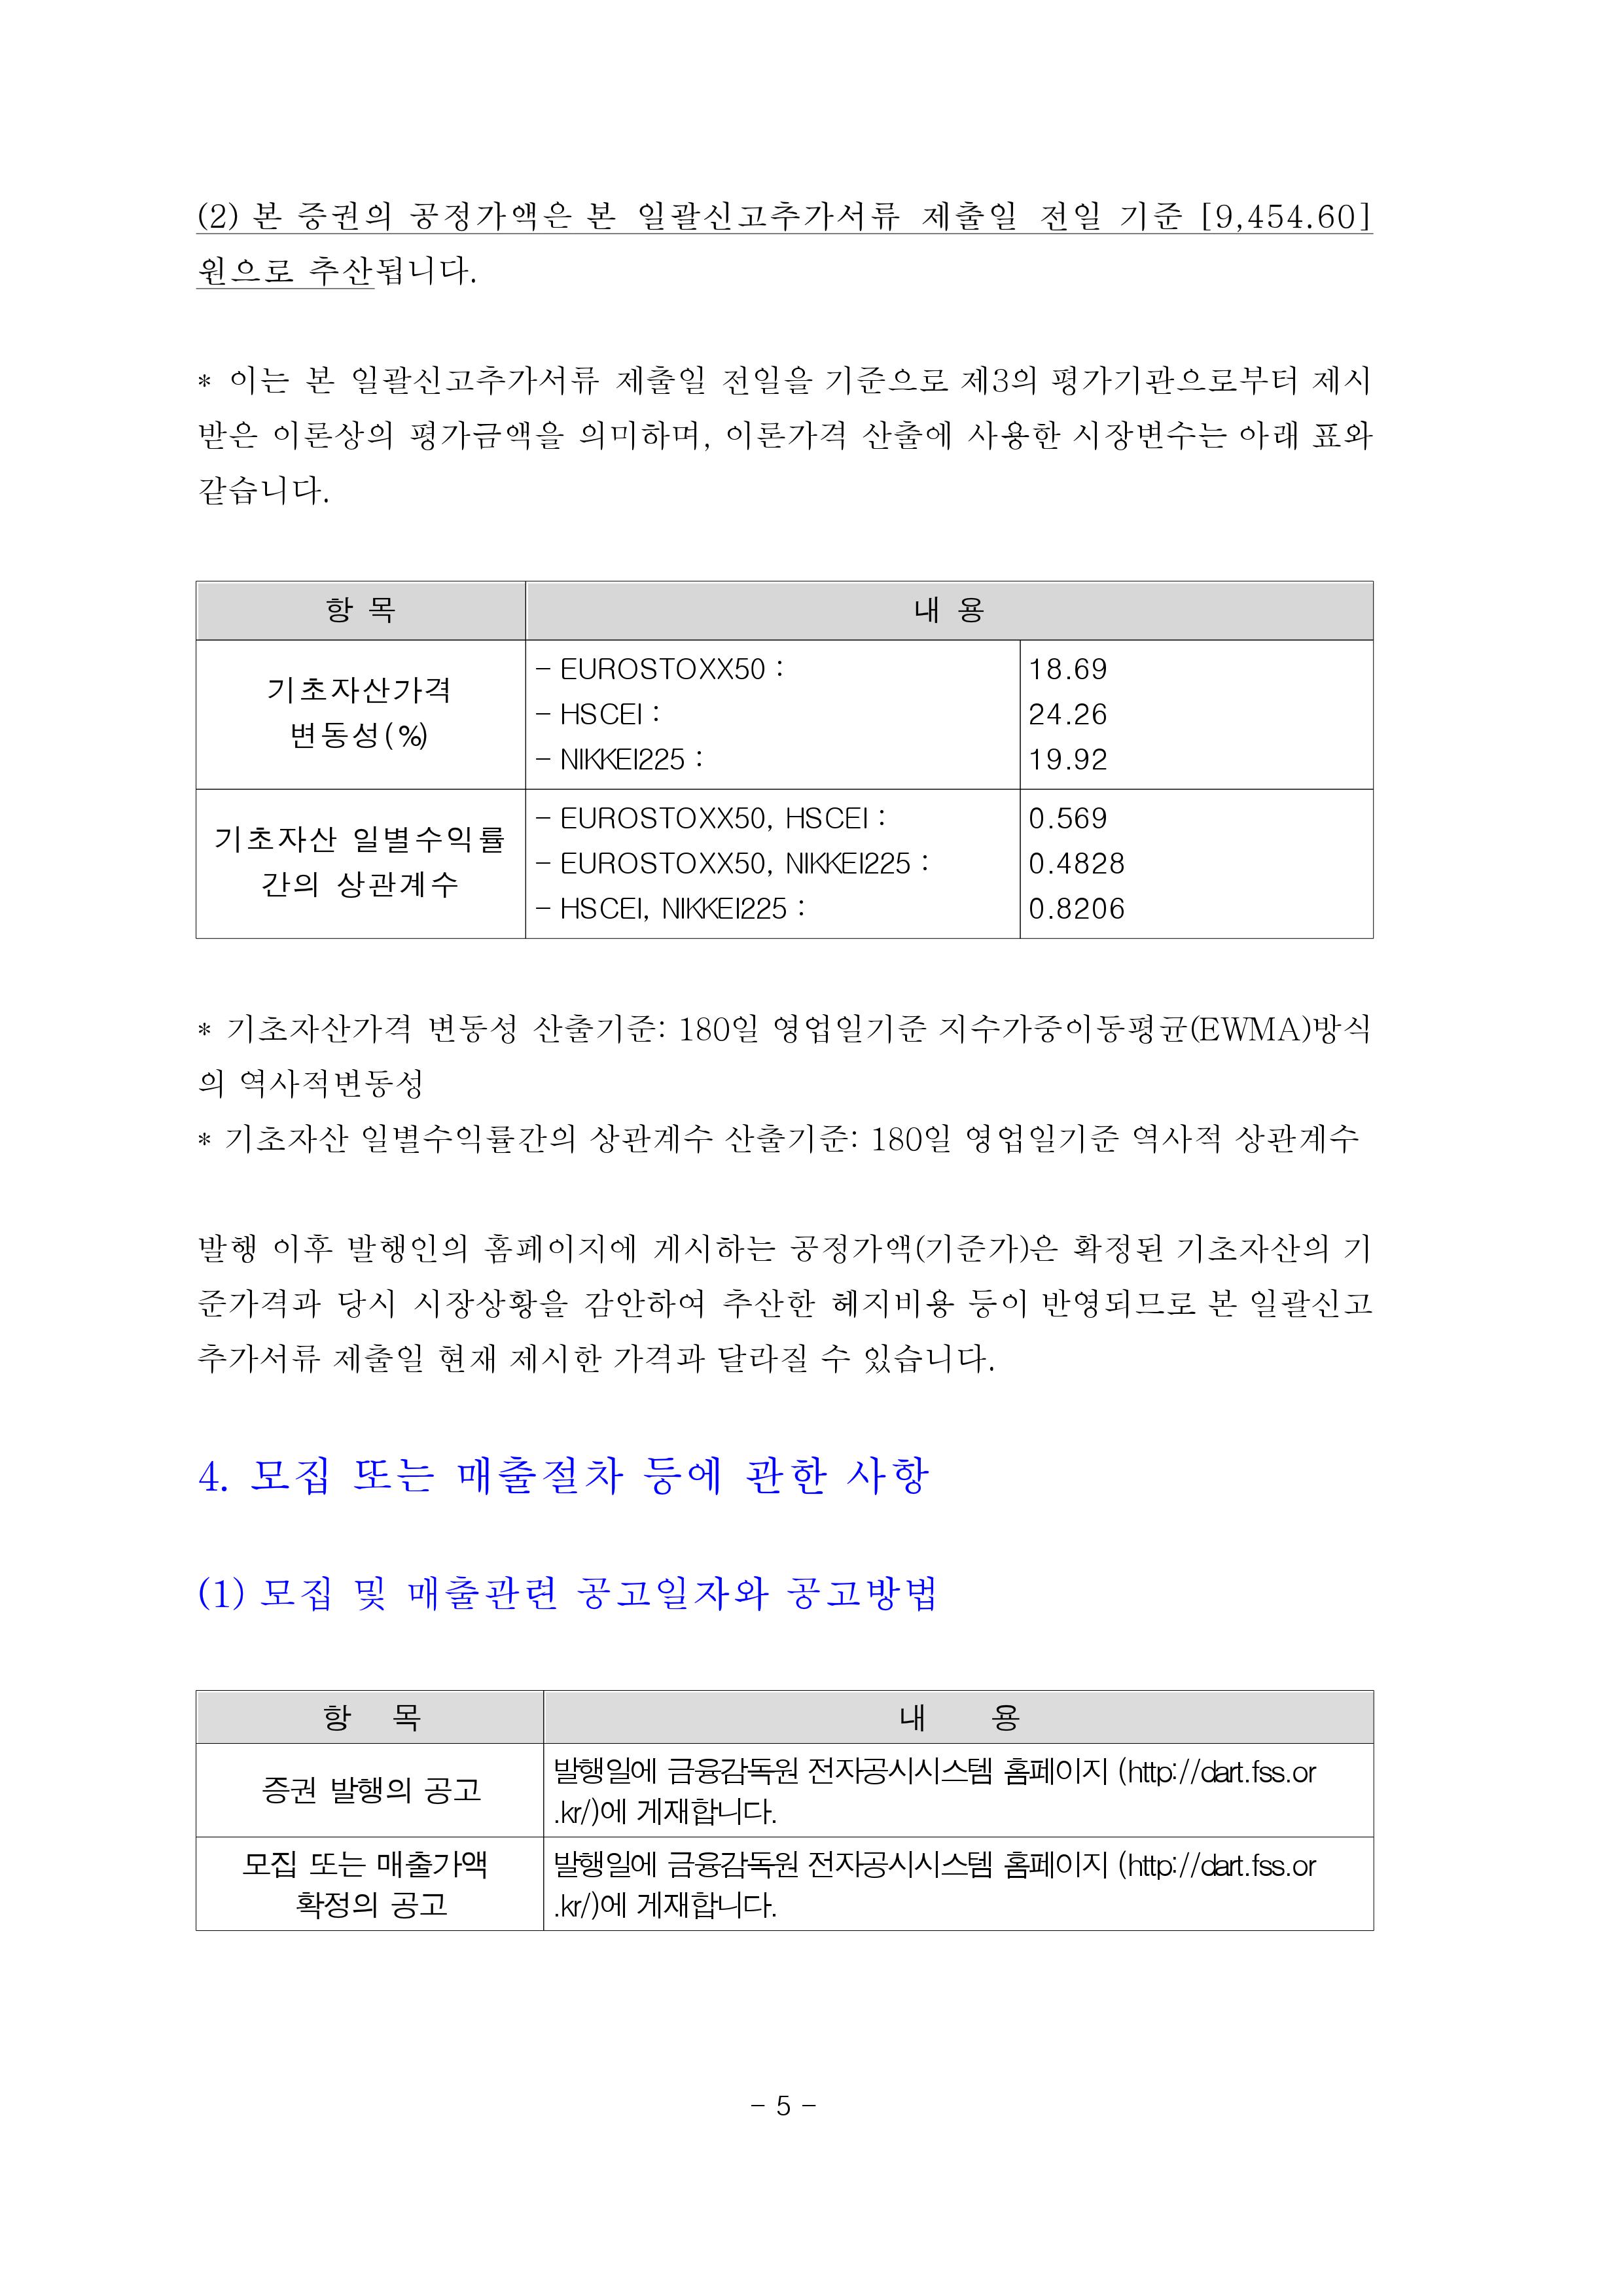 (2) 본 증권의 공정가액은 본 일괄신고추가서류 제출일 전일 기준 [9,454.60]
원으로 추산됩니다.
* 이는 본 일괄신고추가서류 제출일 전일을 기준으로 제3의 평가기관으로부터 제시
받은 이론상의 평가금액을 의미하며, 이론가격 산출에 사용한 시장변수는 아래 표와
같습니다.
항 목
내 용
기초자산가격
변동성(%)
- EUROSTOXX50 : 18.69
- HSCEI : 24.26
- NIKKEI225 : 19.92
기초자산 일별수익률
간의 상관계수
- EUROSTOXX50, HSCEI : 0.569
- EUROSTOXX50, NIKKEI225 : 0.4828
- HSCEI, NIKKEI225 : 0.8206
* 기초자산가격 변동성 산출기준: 180일 영업일기준 지수가중이동평균(EWMA)방식
의 역사적변동성
* 기초자산 일별수익률간의 상관계수 산출기준: 180일 영업일기준 역사적 상관계수
발행 이후 발행인의 홈페이지에 게시하는 공정가액(기준가)은 확정된 기초자산의 기
준가격과 당시 시장상황을 감안하여 추산한 헤지비용 등이 반영되므로 본 일괄신고
추가서류 제출일 현재 제시한 가격과 달라질 수 있습니다.
4. 모집 또는 매출절차 등에 관한 사항
(1) 모집 및 매출관련 공고일자와 공고방법
항 목
내 용
증권 발행의 공고
발행일에 금융감독원 전자공시시스템 홈페이지 (http://dart.fss.or
.kr/)에 게재합니다.
모집 또는 매출가액
확정의 공고
발행일에 금융감독원 전자공시시스템 홈페이지 (http://dart.fss.or
.kr/)에 게재합니다.
- 5 -